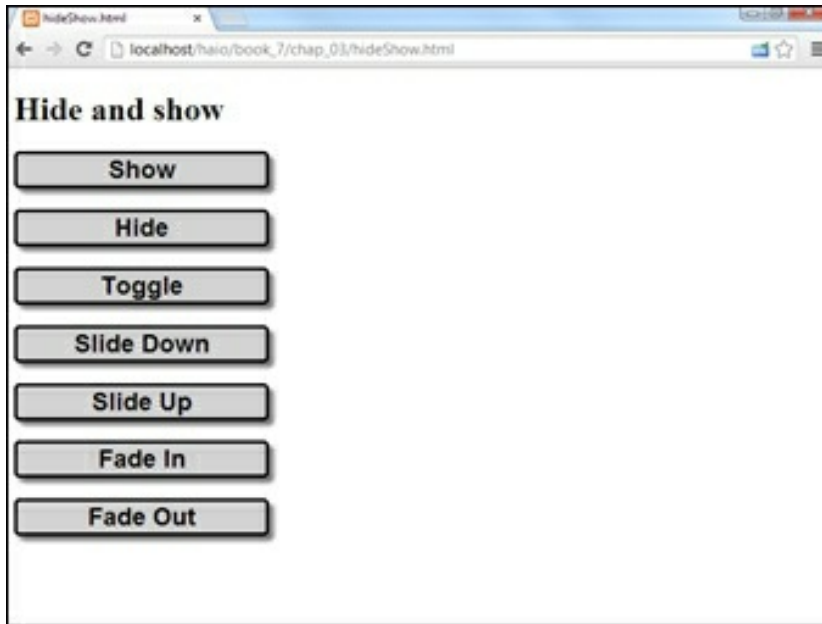 hideShow.html
localhost/haio/book_7/chap_03/hideShow.html
Hide and show
Show
Hide
Toggle
Slide Down
Slide Up
Fade In
Fade Out